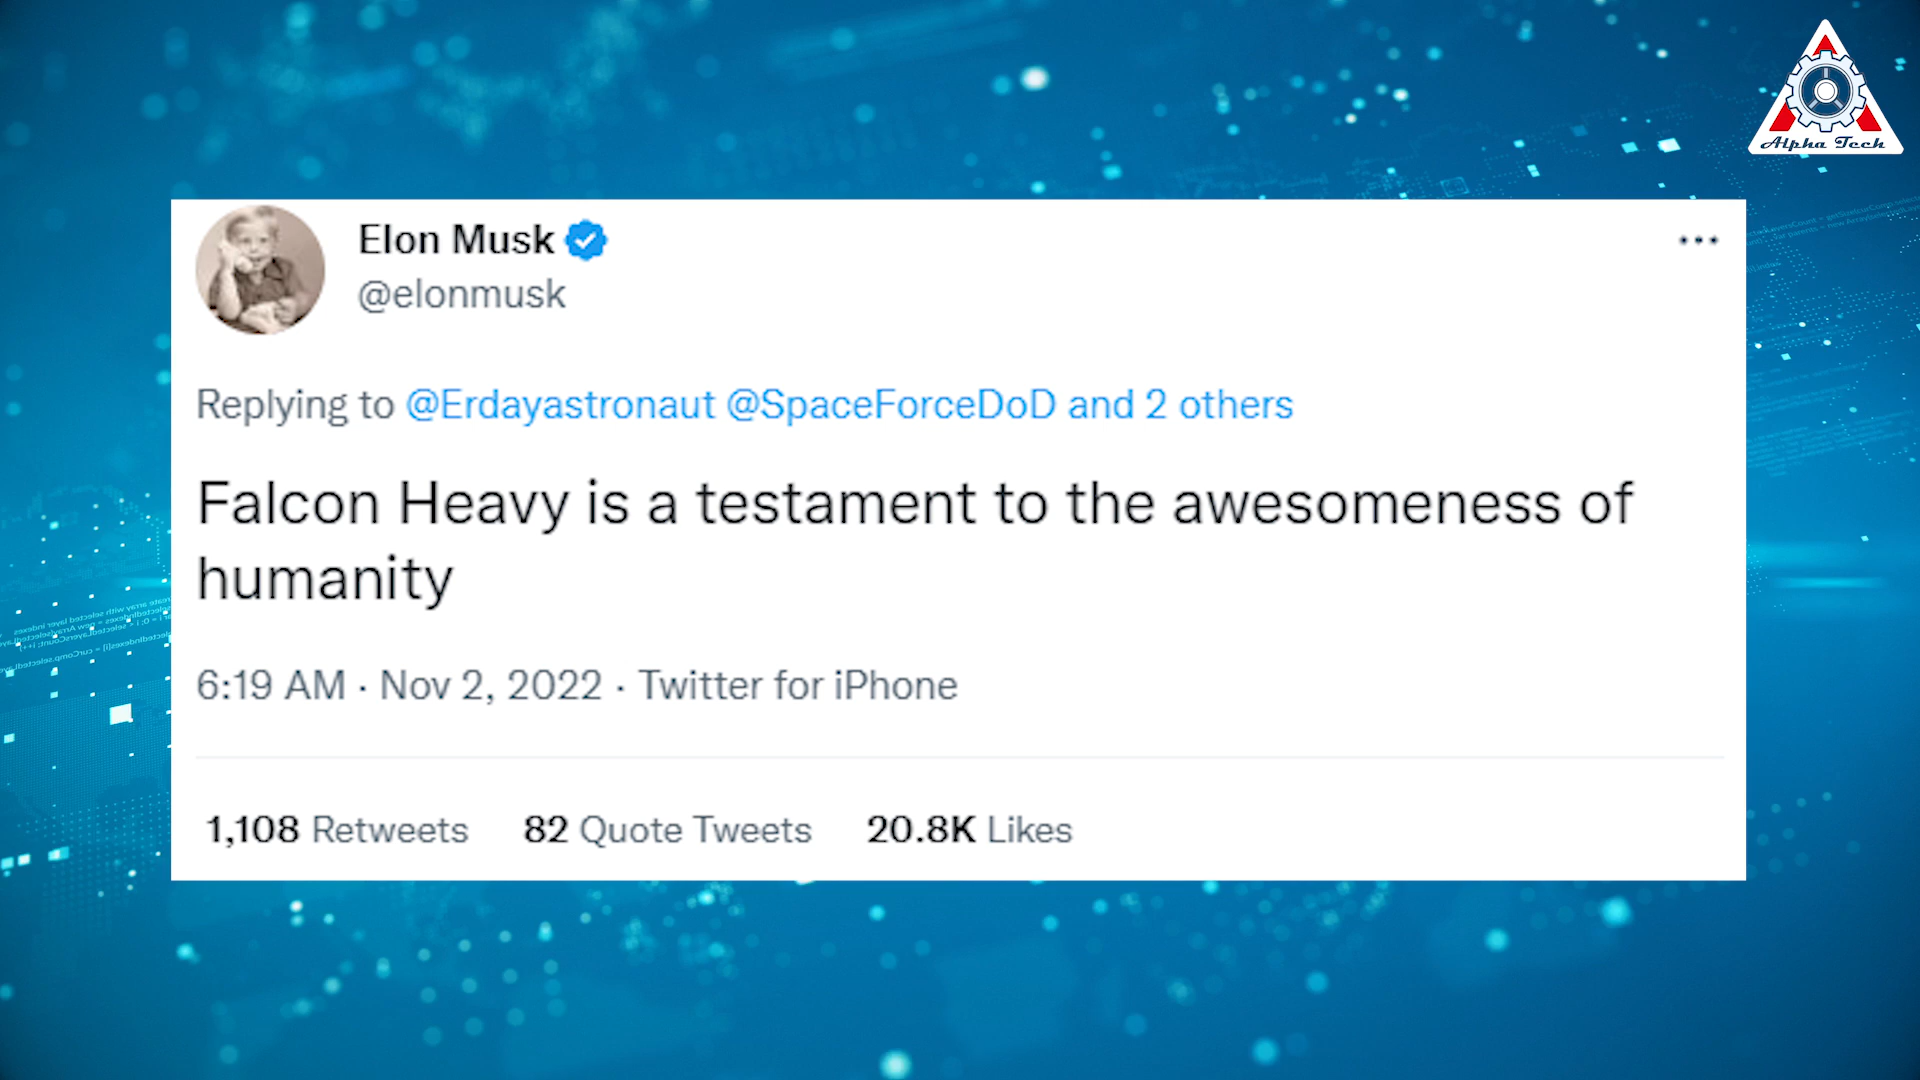 Alpha Tech
Elon Musk
@elonmusk
Replying to @Erdayastronaut @SpaceForceDoD and 2 others
Falcon Heavy is a testament to the awesomeness of
humanity
6:19 AM · Nov 2, 2022 · Twitter for iPhone
1,108 Retweets 82 Quote Tweets 20.8K Likes